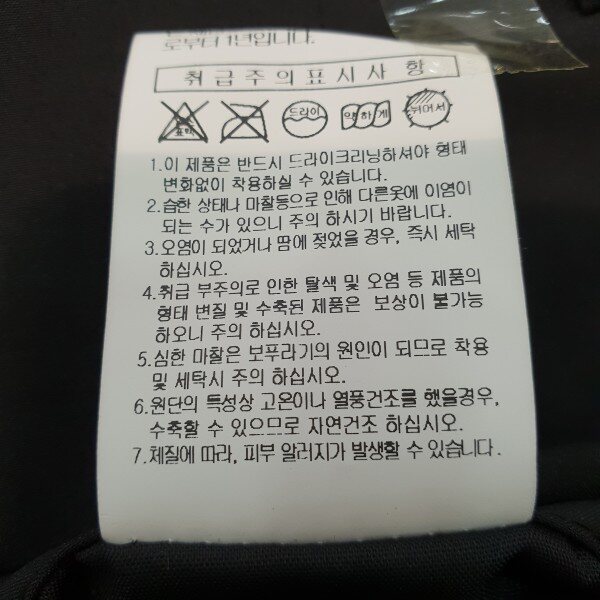 로부터 1년입니다.
취급주의표시사항
드라이
약하게
뉘어서
1.이 제품은 반드시 드라이크리닝하셔야 형태
변화없이 착용하실 수 있습니다.
2.습한 상태나 마찰등으로 인해 다른옷에 이염이
되는 수가 있으니 주의 하시기 바랍니다.
3.오염이 되었거나 땀에 젖었을 경우, 즉시 세탁
하십시오.
4.취급 부주의로 인한 탈색 및 오염 등 제품의
형태 변질 및 수축된 제품은 보상이 불가능
하오니 주의 하십시오.
5.심한 마찰은 보푸라기의 원인이 되므로 착용
및 세탁시 주의 하십시오.
6.원단의 특성상 고온이나 열풍건조를 했을경우,
수축할 수 있으므로 자연건조 하십시오.
7.체질에 따라, 피부 알러지가 발생할 수 있습니다.